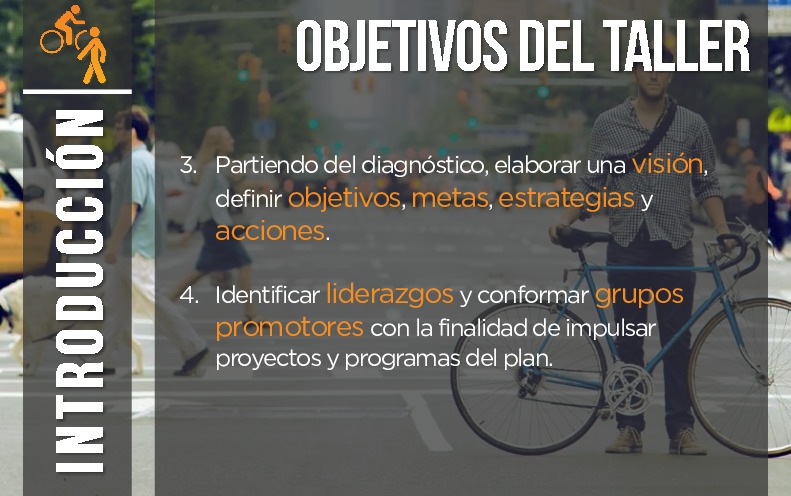 OBJETIVOS DEL TALLER
INTRODUCCIÓN
3. Partiendo del diagnóstico, elaborar una visión,
definir objetivos, metas, estrategias y
acciones.
4. Identificar liderazgos y conformar grupos
promotores con la finalidad de impulsar
proyectos y programas del plan.